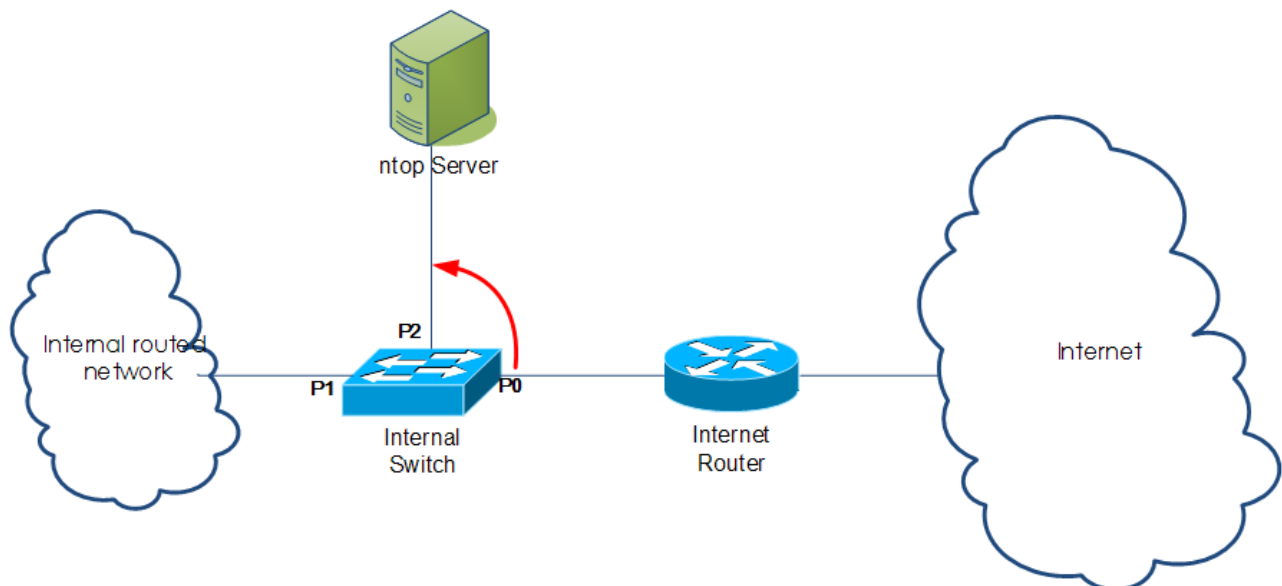 ntop Server
P2
Internal routed
network
P1
P0
Internet
Internal
Switch
Internet
Router